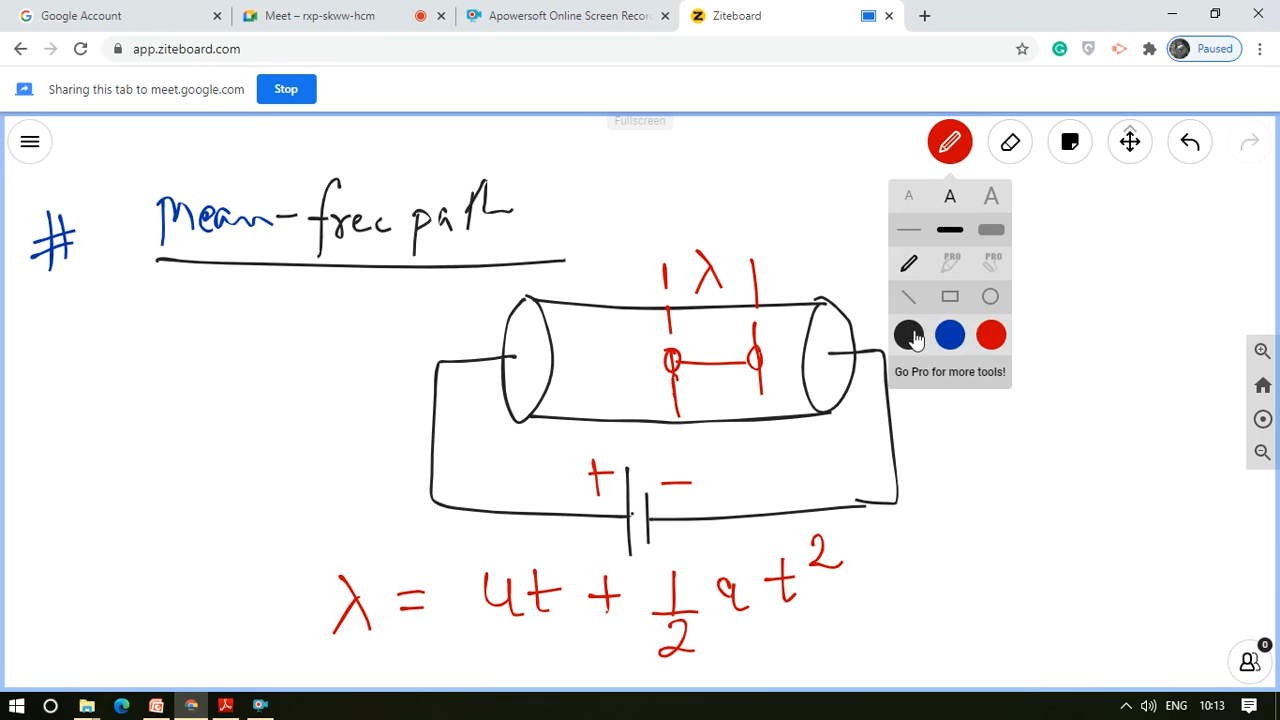 Google Account
Meet – rxp-skww-hcm
Apowersoft Online Screen Recor
Ziteboard
app.ziteboard.com
Paused
Sharing this tab to meet.google.com
Stop
Fullscreen
# Mean-free path
A A A
PRO PRO
Go Pro for more tools!
λ
+ −
λ = ut + 1/2 at²
0
ENG 10:13